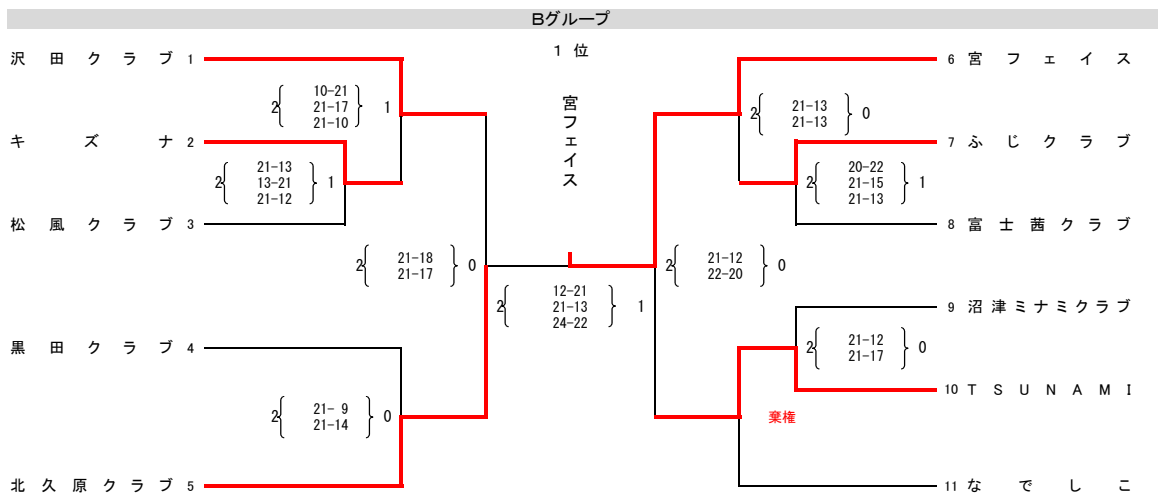 Bグループ
1 位
宮フェイス
沢田クラブ 1
10-21
2 21-17 1
21-10
キズナ 2
21-13
2 13-21 1
21-12
松風クラブ 3
2 21-18 0
21-17
黒田クラブ 4
2 21- 9 0
21-14
北久原クラブ 5
12-21
2 21-13 1
24-22
6 宮フェイス
2 21-13 0
21-13
7 ふじクラブ
20-22
2 21-15 1
21-13
8 富士茜クラブ
2 21-12 0
22-20
9 沼津ミナミクラブ
2 21-12 0
21-17
10 TSUNAMI
棄権
11 なでしこ